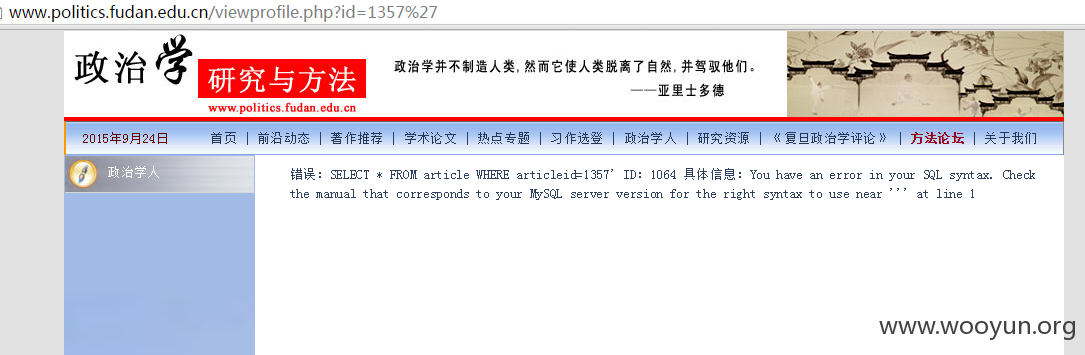 www.politics.fudan.edu.cn/viewprofile.php?id=1357%27
政治学
研究与方法
www.politics.fudan.edu.cn
政治学并不制造人类，然而它使人类脱离了自然，并驾驭他们。
——亚里士多德
2015年9月24日 首页 | 前沿动态 | 著作推荐 | 学术论文 | 热点专题 | 习作选登 | 政治学人 | 研究资源 | 《复旦政治学评论》 | 方法论坛 | 关于我们
政治学人
错误：SELECT * FROM article WHERE articleid=1357' ID：1064 具体信息：You have an error in your SQL syntax. Check
the manual that corresponds to your MySQL server version for the right syntax to use near ''' at line 1
www.wooyun.org